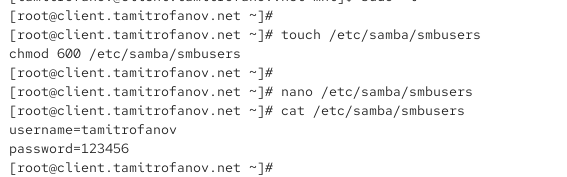 [root@client.tamitrofanov.net ~]#
[root@client.tamitrofanov.net ~]# touch /etc/samba/smbusers
chmod 600 /etc/samba/smbusers
[root@client.tamitrofanov.net ~]#
[root@client.tamitrofanov.net ~]# nano /etc/samba/smbusers
[root@client.tamitrofanov.net ~]# cat /etc/samba/smbusers
username=tamitrofanov
password=123456
[root@client.tamitrofanov.net ~]#